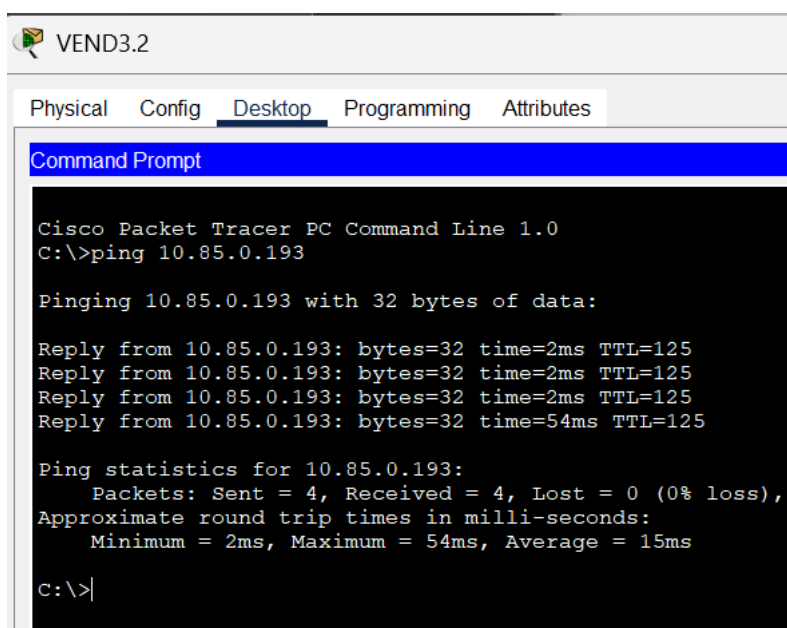 VEND3.2
Physical Config Desktop Programming Attributes
Command Prompt
Cisco Packet Tracer PC Command Line 1.0
C:\>ping 10.85.0.193
Pinging 10.85.0.193 with 32 bytes of data:
Reply from 10.85.0.193: bytes=32 time=2ms TTL=125
Reply from 10.85.0.193: bytes=32 time=2ms TTL=125
Reply from 10.85.0.193: bytes=32 time=2ms TTL=125
Reply from 10.85.0.193: bytes=32 time=54ms TTL=125
Ping statistics for 10.85.0.193:
    Packets: Sent = 4, Received = 4, Lost = 0 (0% loss),
Approximate round trip times in milli-seconds:
    Minimum = 2ms, Maximum = 54ms, Average = 15ms
C:\>